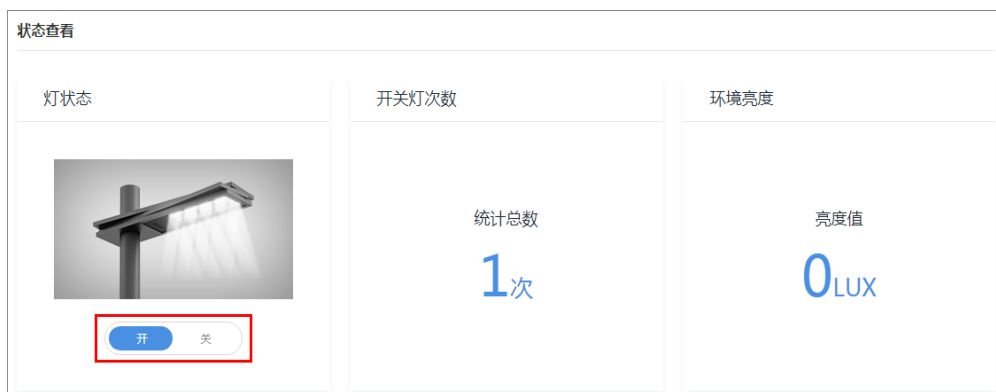 状态查看
灯状态
开关灯次数
环境亮度
开 关
统计总数
1次
亮度值
0LUX